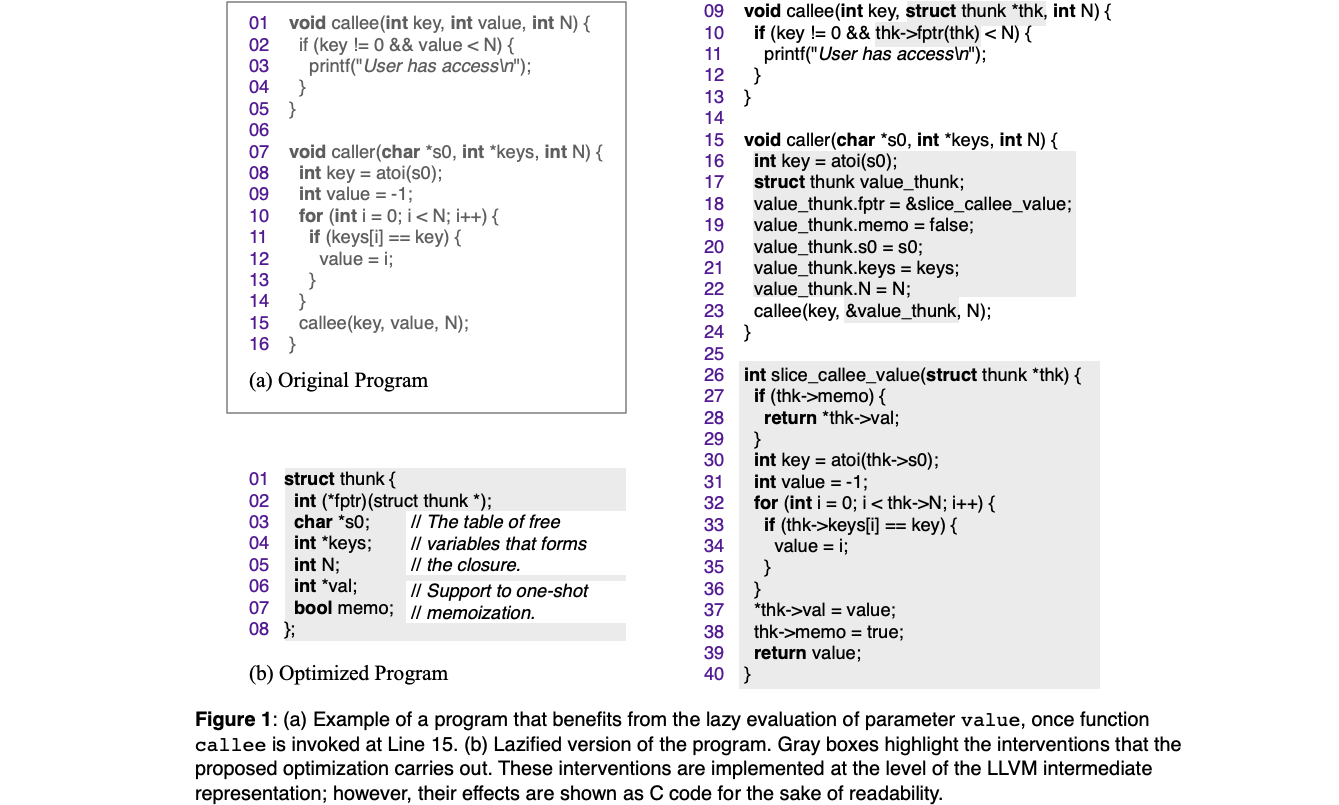 01 void callee(int key, int value, int N) {
02 if (key != 0 && value < N) {
03 printf("User has access\n");
04 }
05 }
06
07 void caller(char *s0, int *keys, int N) {
08 int key = atoi(s0);
09 int value = -1;
10 for (int i = 0; i < N; i++) {
11 if (keys[i] == key) {
12 value = i;
13 }
14 }
15 callee(key, value, N);
16 }
(a) Original Program
01 struct thunk {
02 int (*fptr)(struct thunk *);
03 char *s0; // The table of free
04 int *keys; // variables that forms
05 int N; // the closure.
06 int *val; // Support to one-shot
07 bool memo; // memoization.
08 };
(b) Optimized Program
09 void callee(int key, struct thunk *thk, int N) {
10 if (key != 0 && thk->fptr(thk) < N) {
11 printf("User has access\n");
12 }
13 }
14
15 void caller(char *s0, int *keys, int N) {
16 int key = atoi(s0);
17 struct thunk value_thunk;
18 value_thunk.fptr = &slice_callee_value;
19 value_thunk.memo = false;
20 value_thunk.s0 = s0;
21 value_thunk.keys = keys;
22 value_thunk.N = N;
23 callee(key, &value_thunk, N);
24 }
25
26 int slice_callee_value(struct thunk *thk) {
27 if (thk->memo) {
28 return *thk->val;
29 }
30 int key = atoi(thk->s0);
31 int value = -1;
32 for (int i = 0; i < thk->N; i++) {
33 if (thk->keys[i] == key) {
34 value = i;
35 }
36 }
37 *thk->val = value;
38 thk->memo = true;
39 return value;
40 }
Figure 1: (a) Example of a program that benefits from the lazy evaluation of parameter value, once function
callee is invoked at Line 15. (b) Lazified version of the program. Gray boxes highlight the interventions that the
proposed optimization carries out. These interventions are implemented at the level of the LLVM intermediate
representation; however, their effects are shown as C code for the sake of readability.